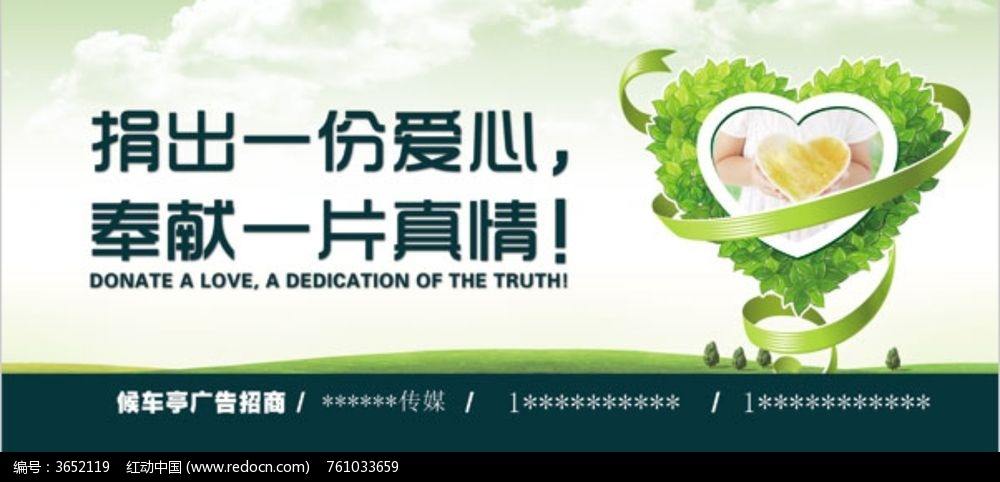 捐出一份爱心，
奉献一片真情！
DONATE A LOVE, A DEDICATION OF THE TRUTH!
候车亭广告招商 / ******传媒 / 1********** / 1***********
编号：3652119 红动中国 (www.redocn.com) 761033659